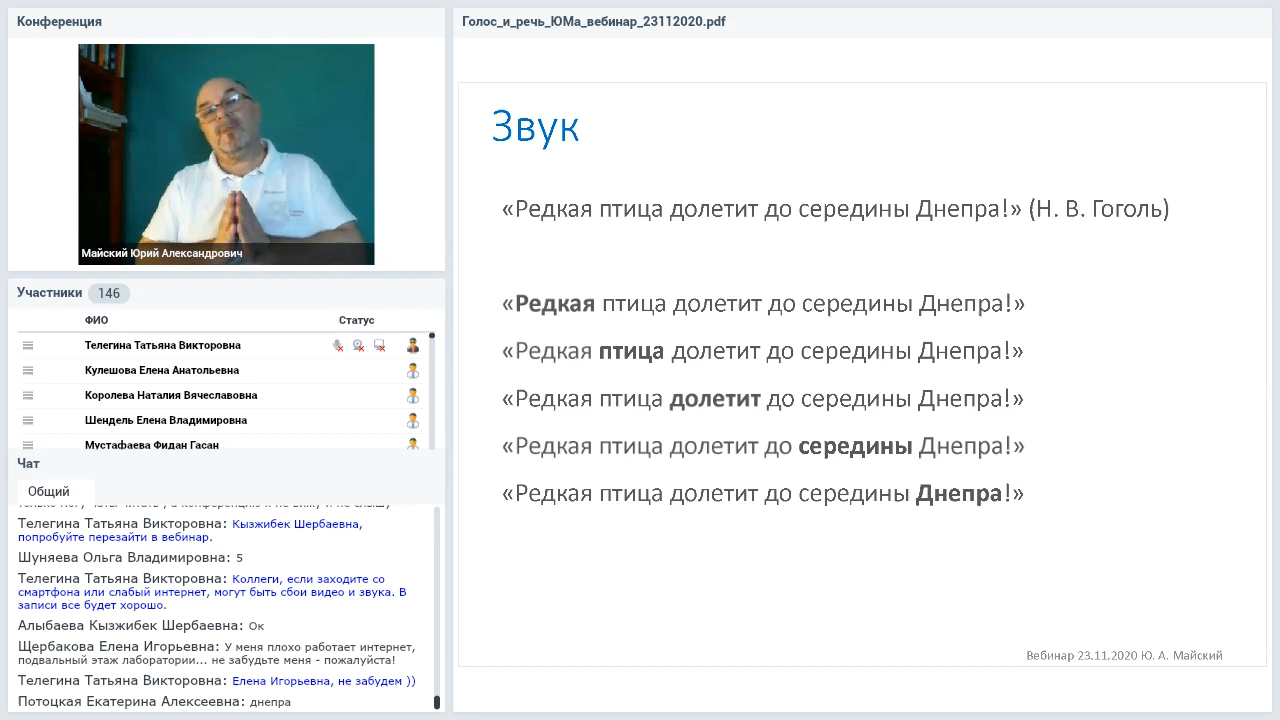 Конференция
Майский Юрий Александрович
Участники 146
ФИО Статус
Телегина Татьяна Викторовна
Кулешова Елена Анатольевна
Королева Наталия Вячеславовна
Шендель Елена Владимировна
Мустафаева Фидан Гасан
Чат
Общий
Телегина Татьяна Викторовна: Кызжибек Шербаевна,
попробуйте перезайти в вебинар.
Шуняева Ольга Владимировна: 5
Телегина Татьяна Викторовна: Коллеги, если заходите со
смартфона или слабый интернет, могут быть сбои видео и звука. В
записи все будет хорошо.
Алыбаева Кызжибек Шербаевна: Ок
Щербакова Елена Игорьевна: У меня плохо работает интернет,
подвальный этаж лаборатории... не забудьте меня - пожалуйста!
Телегина Татьяна Викторовна: Елена Игорьевна, не забудем ))
Потоцкая Екатерина Алексеевна: днепра
Голос_и_речь_ЮМа_вебинар_23112020.pdf
Звук
«Редкая птица долетит до середины Днепра!» (Н. В. Гоголь)
«Редкая птица долетит до середины Днепра!»
«Редкая птица долетит до середины Днепра!»
«Редкая птица долетит до середины Днепра!»
«Редкая птица долетит до середины Днепра!»
«Редкая птица долетит до середины Днепра!»
Вебинар 23.11.2020 Ю. А. Майский